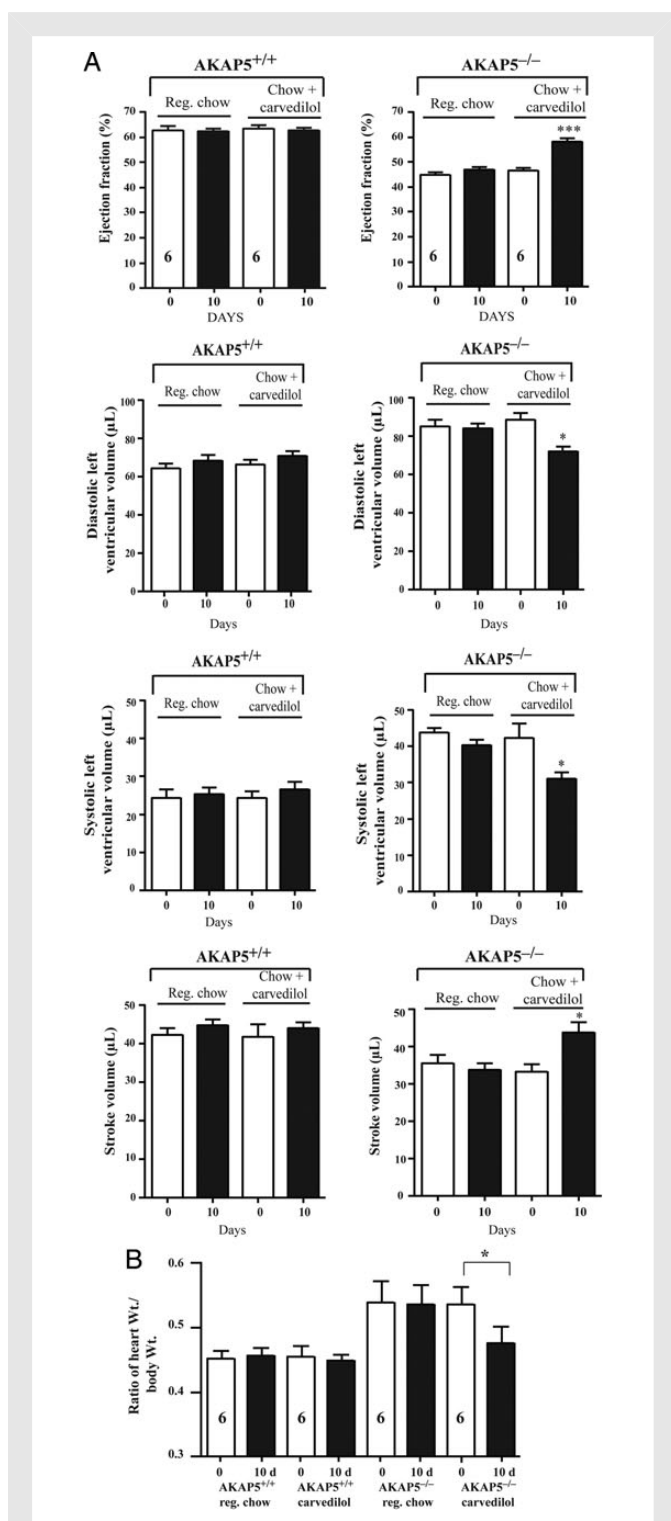 A
AKAP5+/+
Reg. chow
Chow +
carvedilol
Ejection fraction (%)
70
60
50
40
30
20
10
0
6
6
0 10 0 10
DAYS
AKAP5−/−
Reg. chow
Chow +
carvedilol
***
Ejection fraction (%)
70
60
50
40
30
20
10
0
6
6
0 10 0 10
DAYS
AKAP5+/+
Reg. chow
Chow +
carvedilol
Diastolic left
ventricular volume (µL)
100
80
60
40
20
0
0 10 0 10
Days
AKAP5−/−
Reg. chow
Chow +
carvedilol
*
Diastolic left
ventricular volume (µL)
100
80
60
40
20
0
0 10 0 10
Days
AKAP5+/+
Reg. chow
Chow +
carvedilol
Systolic left
ventricular volume (µL)
50
40
30
20
10
0
0 10 0 10
Days
AKAP5−/−
Reg. chow
Chow +
carvedilol
*
Systolic left
ventricular volume (µL)
50
40
30
20
10
0
0 10 0 10
Days
AKAP5+/+
Reg. chow
Chow +
carvedilol
Stroke volume (µL)
50
40
30
20
10
0
0 10 0 10
Days
AKAP5−/−
Reg. chow
Chow +
carvedilol
*
Stroke volume (µL)
50
40
30
20
10
0
0 10 0 10
Days
B
Ratio of heart Wt./
body Wt.
0.6
0.5
0.4
0.3
*
6 6 6 6
0 10 d 0 10 d 0 10 d 0 10 d
AKAP5+/+ AKAP5+/+ AKAP5−/− AKAP5−/−
reg. chow carvedilol reg. chow carvedilol